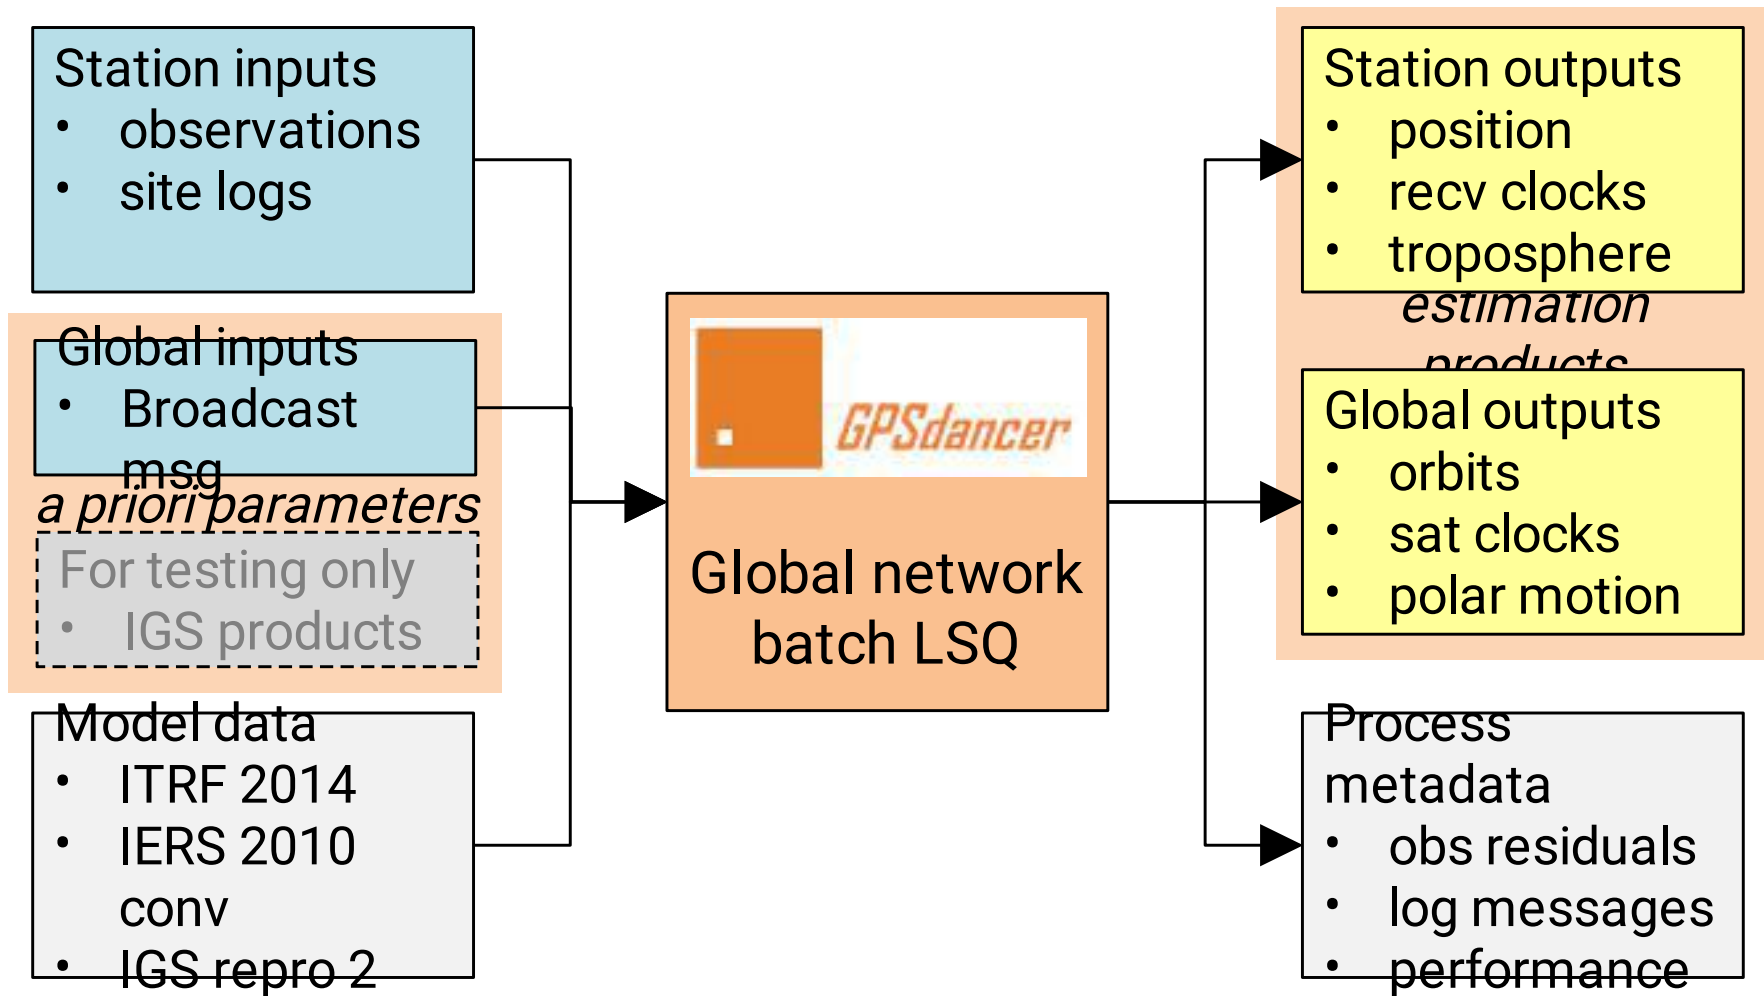 Station inputs
• observations
• site logs
Global inputs
• Broadcast
msg
a priori parameters
For testing only
• IGS products
Model data
• ITRF 2014
• IERS 2010
conv
• IGS repro 2
GPSdancer
Global network
batch LSQ
Station outputs
• position
• recv clocks
• troposphere
estimation
products
Global outputs
• orbits
• sat clocks
• polar motion
Process
metadata
• obs residuals
• log messages
• performance